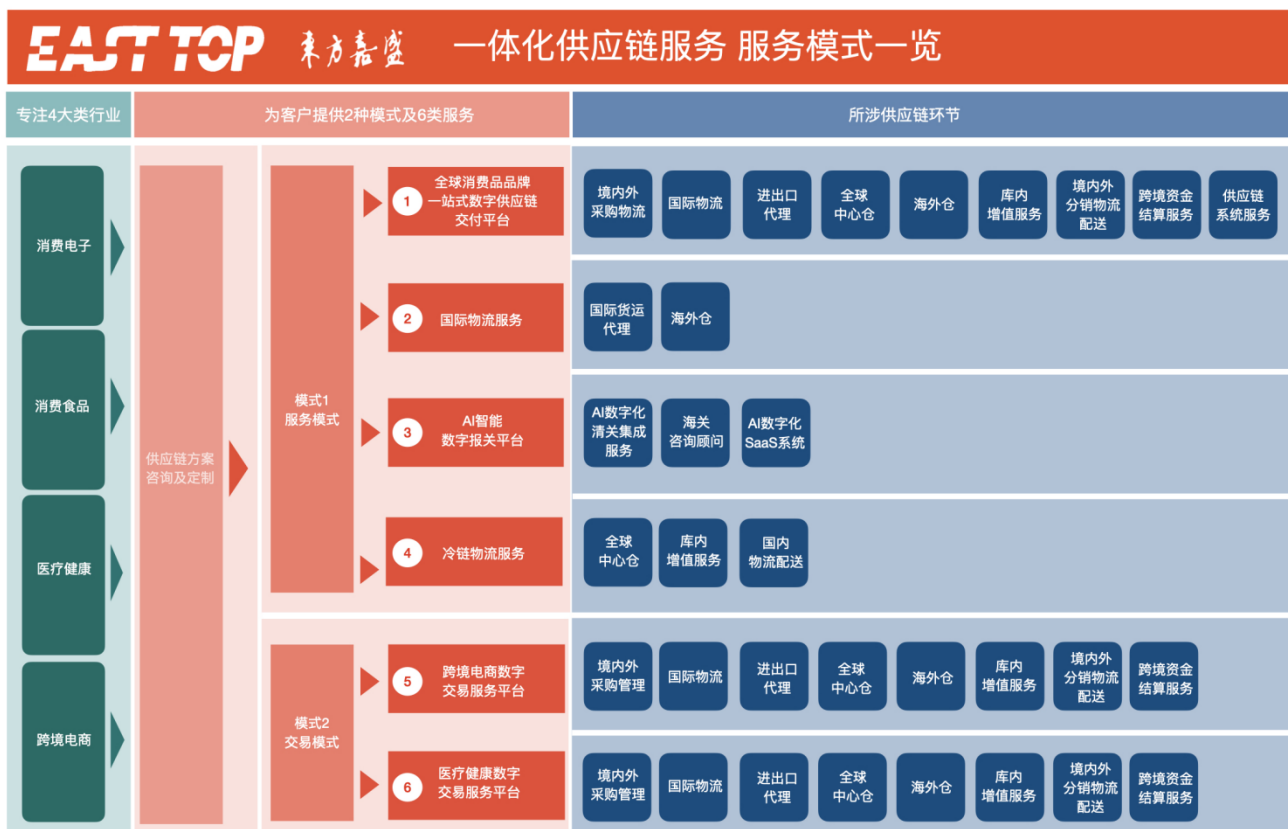 EAST TOP 東方嘉盛 一体化供应链服务 服务模式一览
专注4大类行业
为客户提供2种模式及6类服务
所涉供应链环节
消费电子
消费食品
医疗健康
跨境电商
供应链方案
咨询及定制
模式1
服务模式
1
全球消费品品牌
一站式数字供应链
交付平台
境内外
采购物流
国际物流
进出口
代理
全球
中心仓
海外仓
库内
增值服务
境内外
分销物流
配送
跨境资金
结算服务
供应链
系统服务
2
国际物流服务
国际货运
代理
海外仓
3
AI智能
数字报关平台
AI数字化
清关集成
服务
海关
咨询顾问
AI数字化
SaaS系统
4
冷链物流服务
全球
中心仓
库内
增值服务
国内
物流配送
模式2
交易模式
5
跨境电商数字
交易服务平台
境内外
采购管理
国际物流
进出口
代理
全球
中心仓
海外仓
库内
增值服务
境内外
分销物流
配送
跨境资金
结算服务
6
医疗健康数字
交易服务平台
境内外
采购管理
国际物流
进出口
代理
全球
中心仓
海外仓
库内
增值服务
境内外
分销物流
配送
跨境资金
结算服务